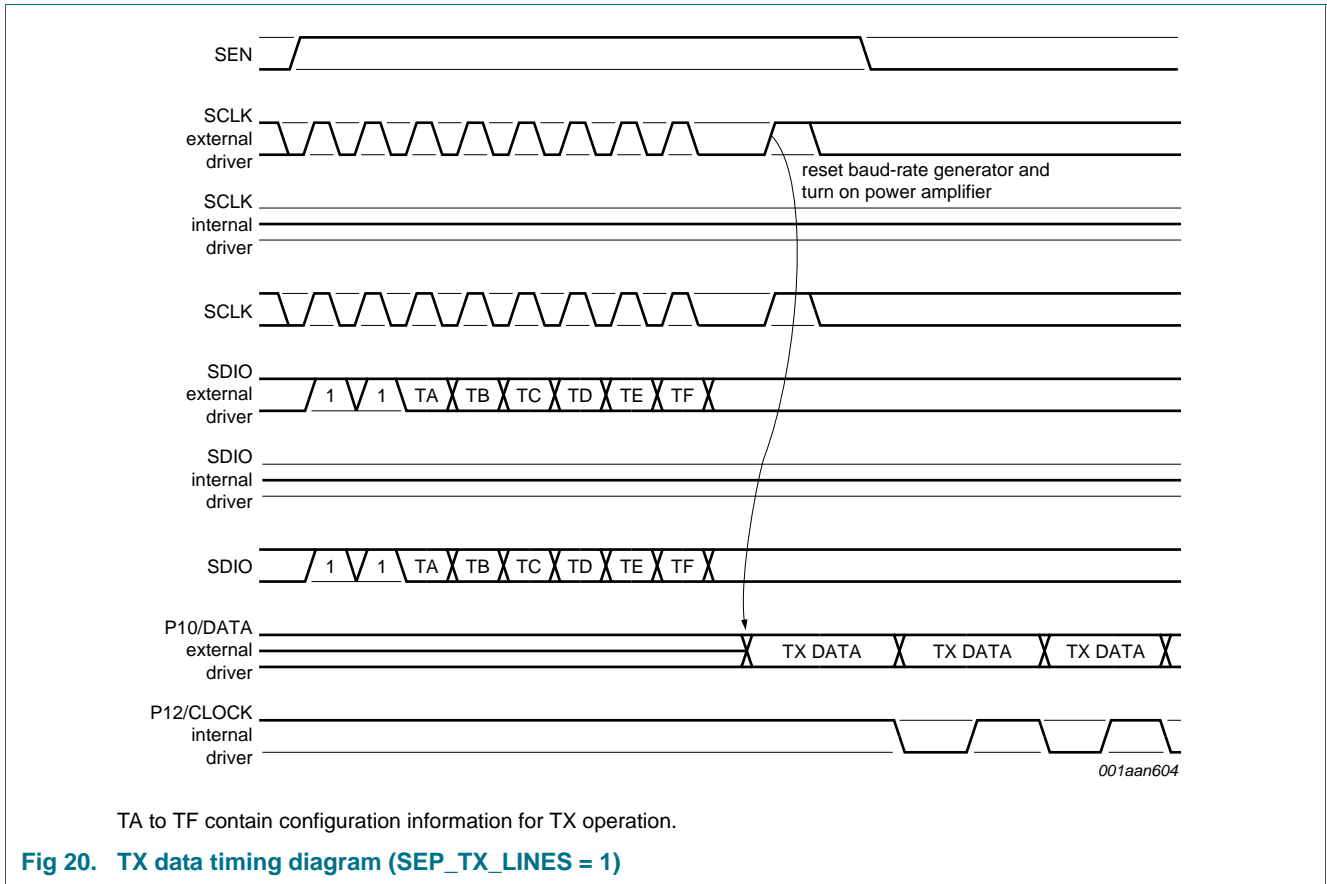 SEN
SCLK
external
driver
reset baud-rate generator and
turn on power amplifier
SCLK
internal
driver
SCLK
SDIO
external
driver
1 1 TA TB TC TD TE TF
SDIO
internal
driver
SDIO
1 1 TA TB TC TD TE TF
P10/DATA
external
driver
TX DATA TX DATA TX DATA
P12/CLOCK
internal
driver
001aan604
TA to TF contain configuration information for TX operation.
Fig 20. TX data timing diagram (SEP_TX_LINES = 1)